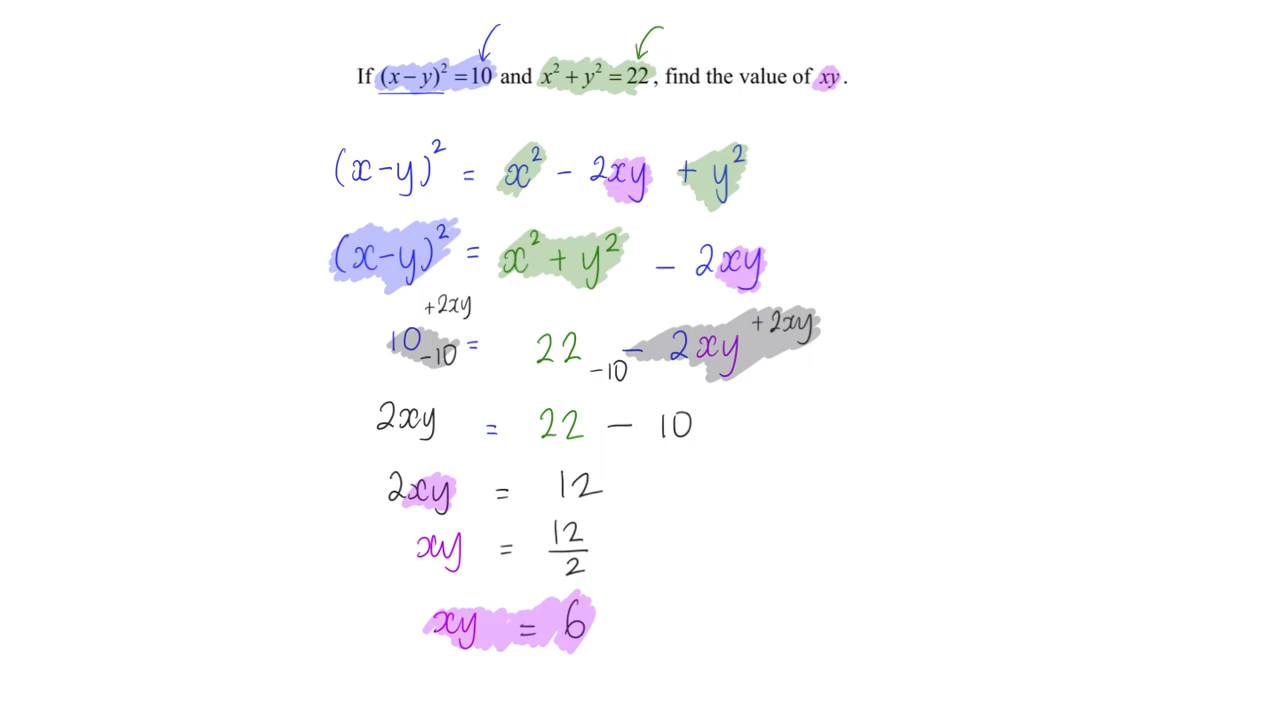 If (x−y)² = 10 and x² + y² = 22, find the value of xy.
(x−y)² = x² − 2xy + y²
(x−y)² = x² + y² − 2xy
+2xy
10 −10 = 22 −10 − 2xy +2xy
2xy = 22 − 10
2xy = 12
xy = 12/2
xy = 6